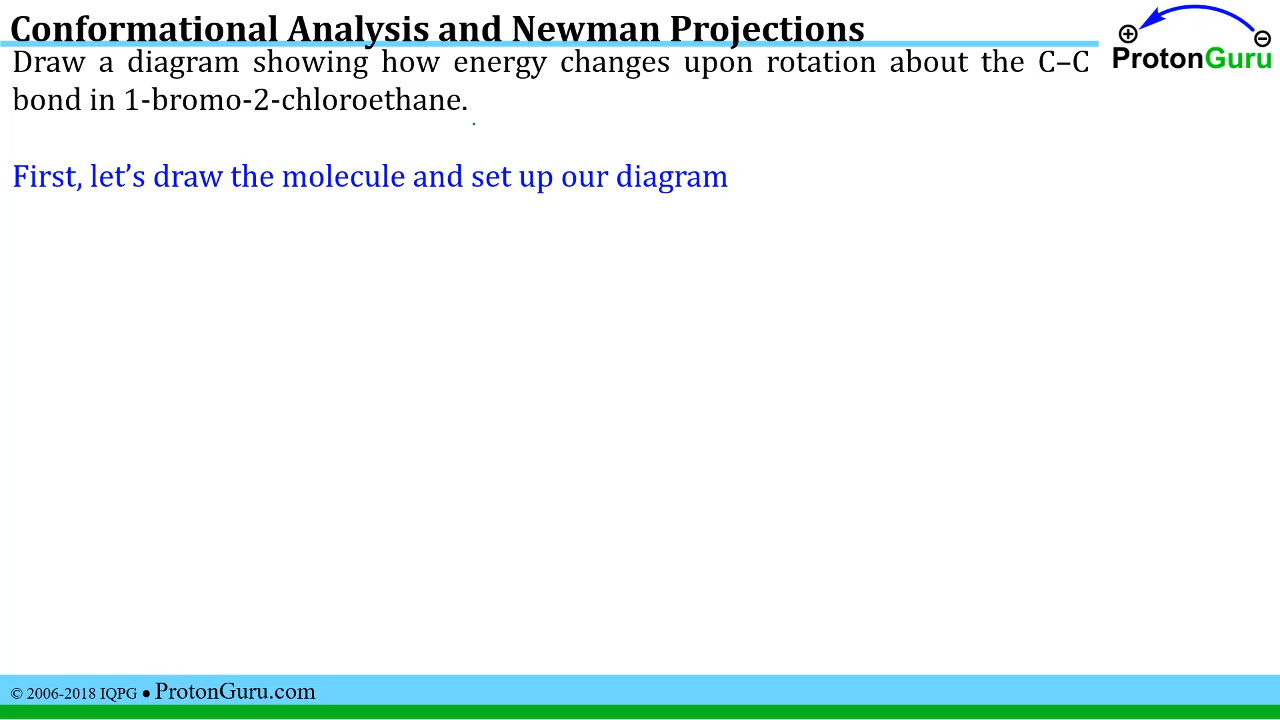 Conformational Analysis and Newman Projections
Draw a diagram showing how energy changes upon rotation about the C–C
bond in 1-bromo-2-chloroethane.
⊕ ⊖
ProtonGuru
First, let’s draw the molecule and set up our diagram
© 2006-2018 IQPG ● ProtonGuru.com